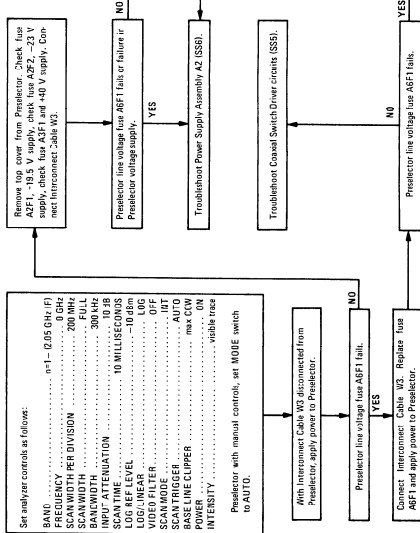 Set analyzer controls as follows:
BAND ........ n=1– (2.05 GHz IF)
FREQUENCY ........ 0 GHz
SCAN WIDTH PER DIVISION ........ 200 MHz
SCAN WIDTH ........ FULL
BANDWIDTH ........ 300 kHz
INPUT ATTENUATION ........ 10 dB
SCAN TIME ........ 10 MILLISECONDS
LOG REF LEVEL ........ –10 dBm
LOG/LINEAR ........ LOG
VIDEO FILTER ........ OFF
SCAN MODE ........ INT
SCAN TRIGGER ........ AUTO
BASE LINE CLIPPER ........ max CCW
POWER ........ ON
INTENSITY ........ visible trace
Preselector with manual controls, set MODE switch
to AUTO.
With Interconnect Cable W3 disconnected from
Preselector, apply power to Preselector.
Preselector line voltage fuse A6F1 fails.
NO
YES
Connect Interconnect Cable W3. Replace fuse
A6F1 and apply power to Preselector.
Remove top cover from Preselector. Check fuse
A2F1, –19.5 V supply, check fuse A2F2, –23 V
supply, check fuse A3F1 and +40 V supply. Con-
nect Interconnect Cable W3.
NO
Preselector line voltage fuse A6F1 fails or failure in
Preselector voltage supply.
YES
Troubleshoot Power Supply Assembly A2 (SS6).
Troubleshoot Coaxial Switch Driver circuits (SS5).
NO
Preselector line voltage fuse A6F1 fails.
YES